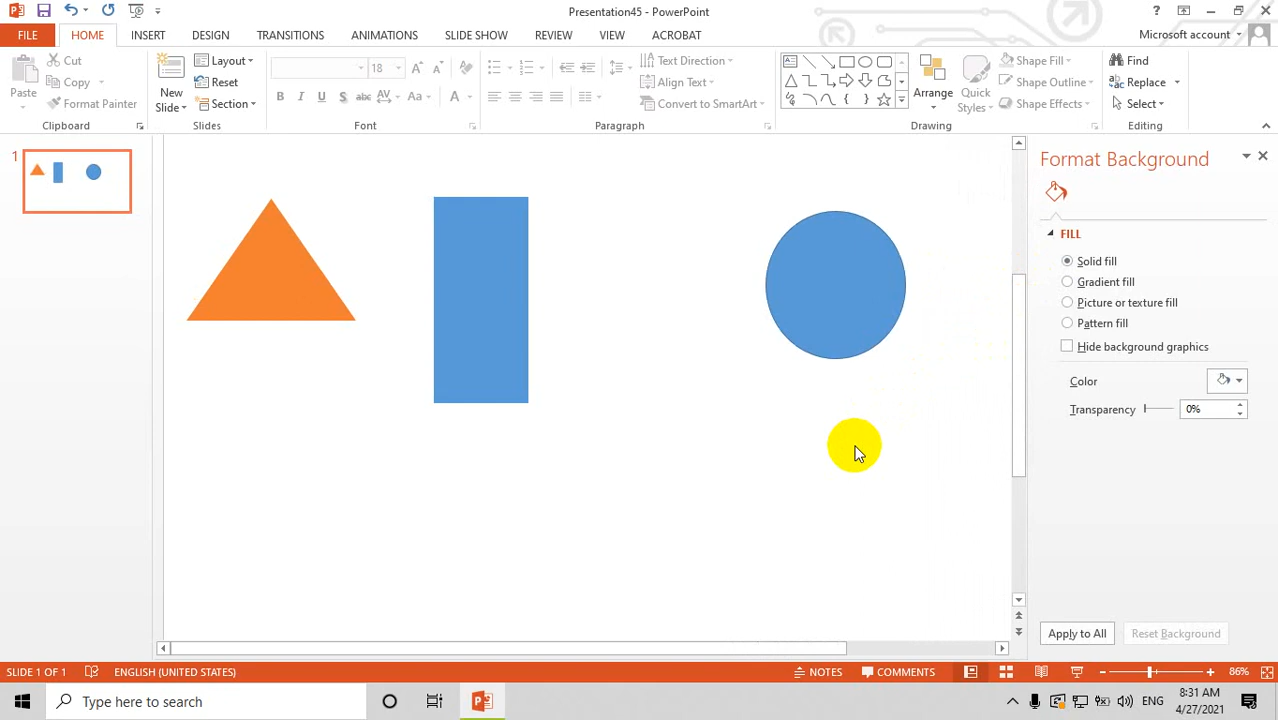 Presentation45 - PowerPoint
?
FILE HOME INSERT DESIGN TRANSITIONS ANIMATIONS SLIDE SHOW REVIEW VIEW ACROBAT Microsoft account
Paste
Cut
Copy
Format Painter
Clipboard
New Slide
Layout
Reset
Section
Slides
18
B I U S abc AV Aa A
Font
Text Direction
Align Text
Convert to SmartArt
Paragraph
Arrange
Quick Styles
Shape Fill
Shape Outline
Shape Effects
Drawing
Find
Replace
Select
Editing
1
Format Background
FILL
Solid fill
Gradient fill
Picture or texture fill
Pattern fill
Hide background graphics
Color
Transparency 0%
Apply to All Reset Background
SLIDE 1 OF 1 ENGLISH (UNITED STATES) NOTES COMMENTS 86%
Type here to search
ENG
8:31 AM
4/27/2021